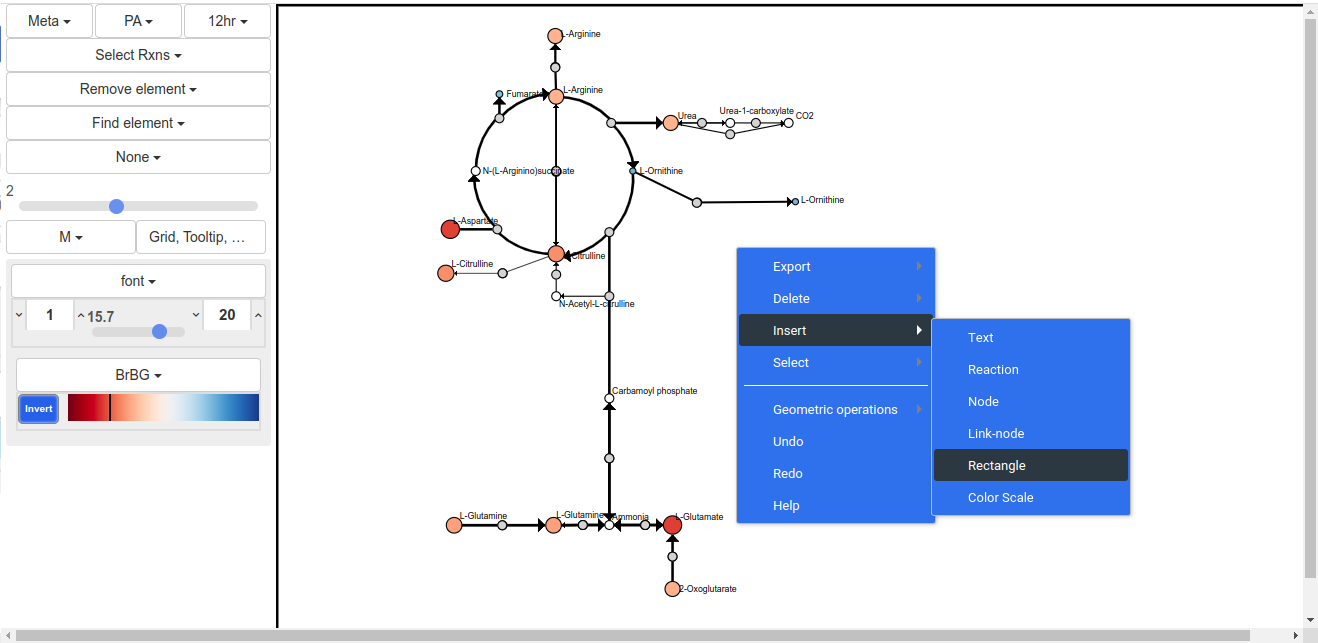 Meta
PA
12hr
Select Rxns
Remove element
Find element
None
2
M
Grid, Tooltip, ...
font
1
15.7
20
BrBG
Invert
L-Arginine
L-Arginine
Fumarate
Urea
Urea-1-carboxylate
CO2
N-(L-Arginino)succinate
L-Ornithine
L-Ornithine
L-Aspartate
L-Citrulline
L-Citrulline
N-Acetyl-L-citrulline
Carbamoyl phosphate
L-Glutamine
L-Glutamine
Ammonia
L-Glutamate
2-Oxoglutarate
Export
Delete
Insert
Select
Geometric operations
Undo
Redo
Help
Text
Reaction
Node
Link-node
Rectangle
Color Scale